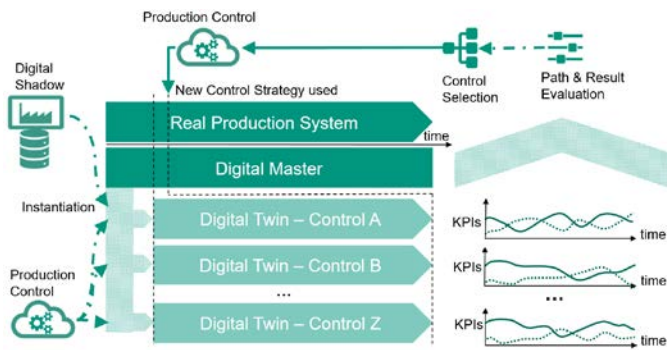 Production Control
Digital
Shadow
New Control Strategy used
Control
Selection
Path & Result
Evaluation
Real Production System
time
Digital Master
Instantiation
Digital Twin – Control A
KPIs
time
Digital Twin – Control B
KPIs
time
...
...
Production
Control
Digital Twin – Control Z
KPIs
time